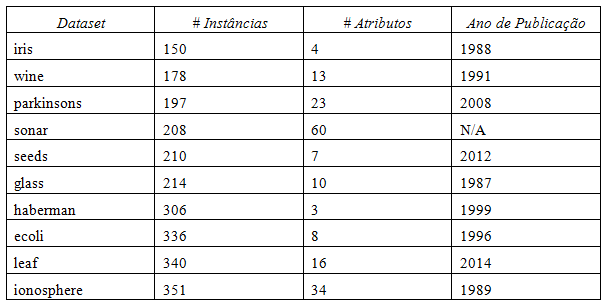 Dataset # Instâncias # Atributos Ano de Publicação
iris 150 4 1988
wine 178 13 1991
parkinsons 197 23 2008
sonar 208 60 N/A
seeds 210 7 2012
glass 214 10 1987
haberman 306 3 1999
ecoli 336 8 1996
leaf 340 16 2014
ionosphere 351 34 1989